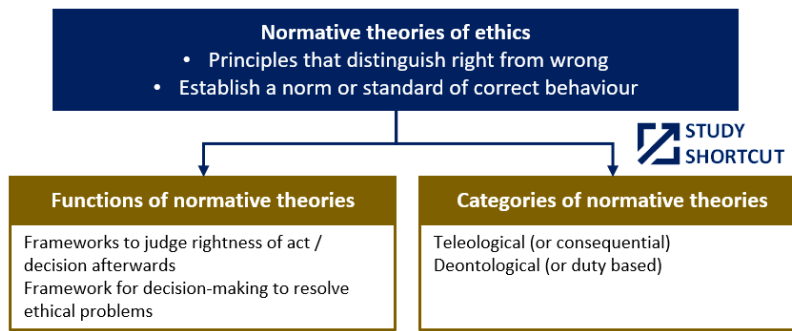 Normative theories of ethics
• Principles that distinguish right from wrong
• Establish a norm or standard of correct behaviour
STUDY
SHORTCUT
Functions of normative theories
Frameworks to judge rightness of act /
decision afterwards
Framework for decision-making to resolve
ethical problems
Categories of normative theories
Teleological (or consequential)
Deontological (or duty based)